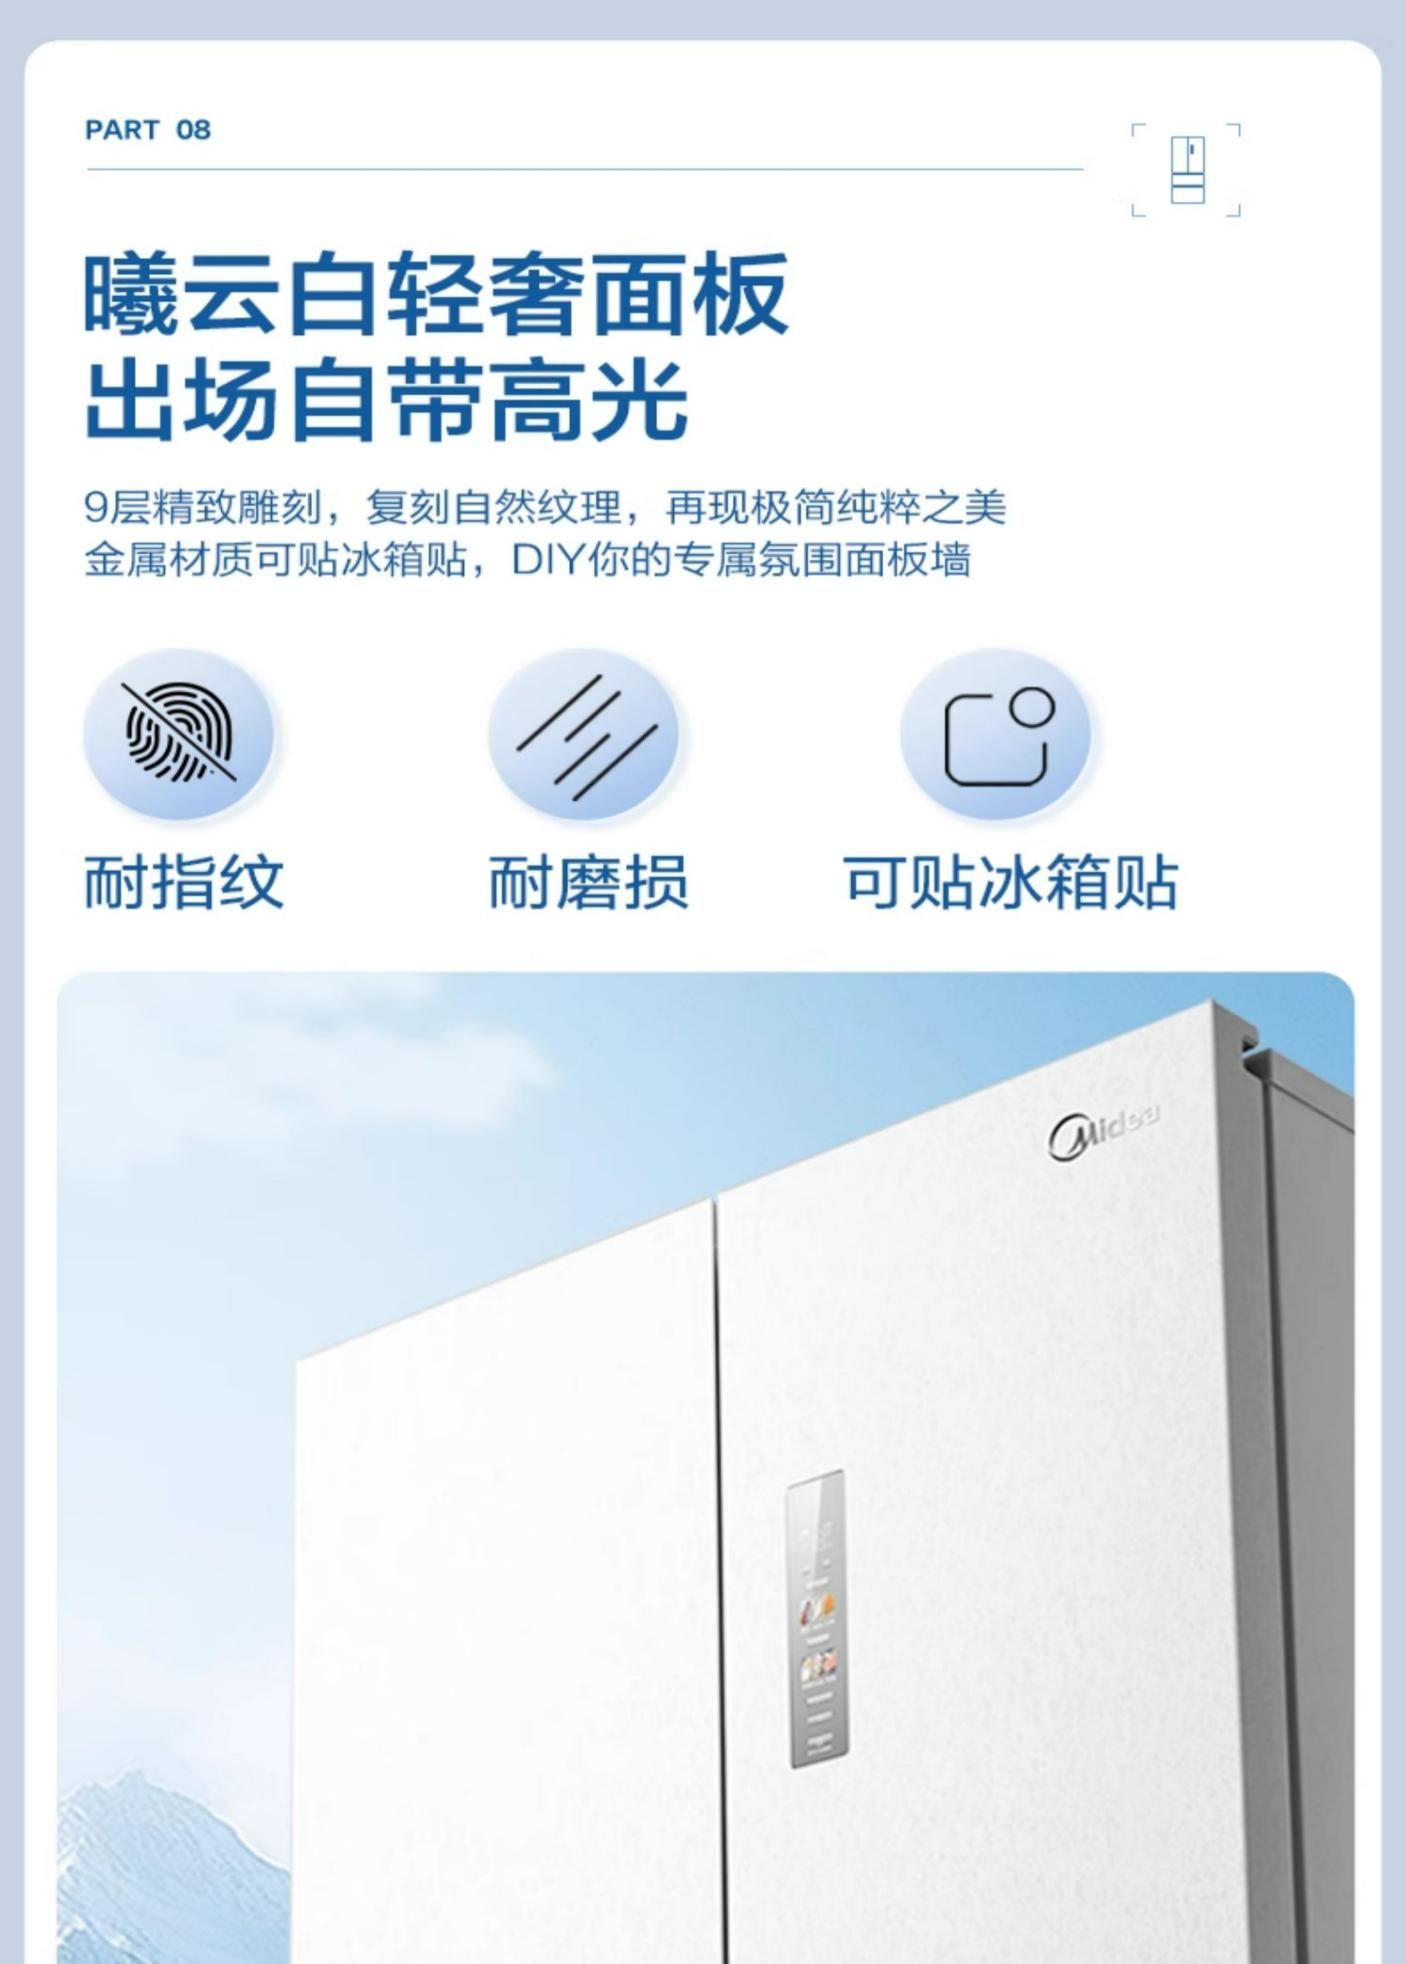 PART 08
曦云白轻奢面板
出场自带高光
9层精致雕刻，复刻自然纹理，再现极简纯粹之美
金属材质可贴冰箱贴，DIY你的专属氛围面板墙
耐指纹
耐磨损
可贴冰箱贴
Midea